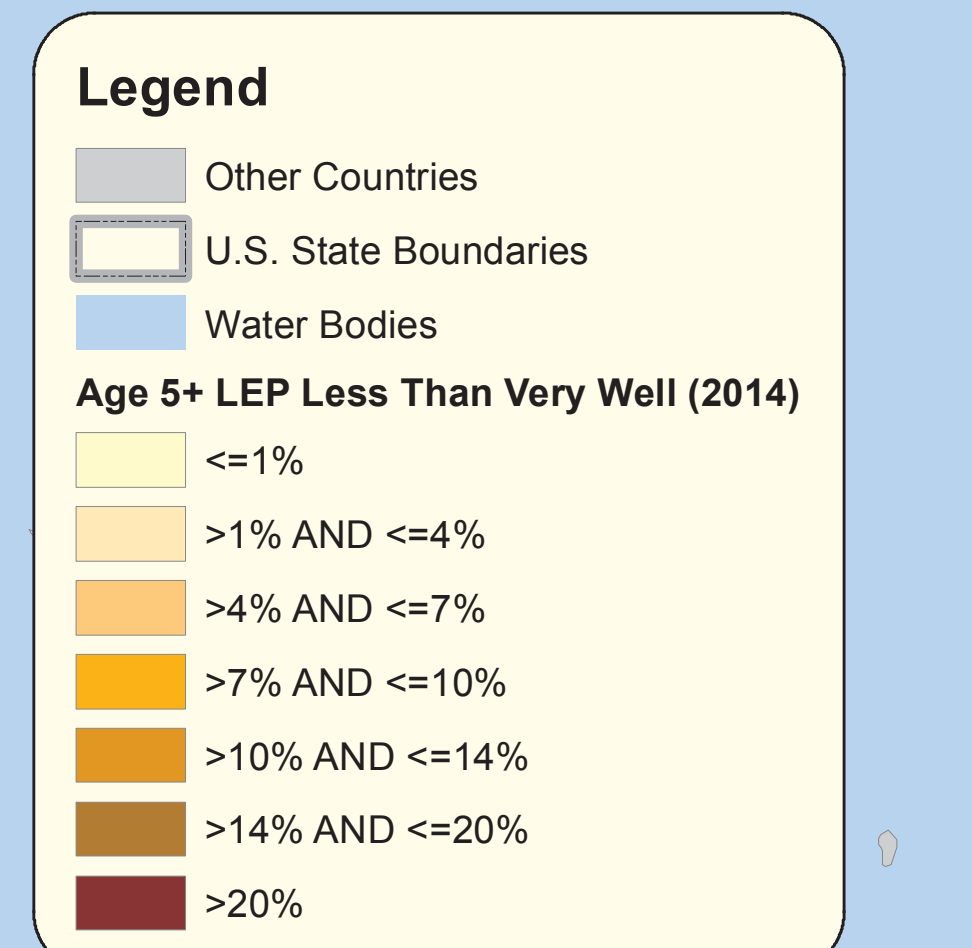 Legend
Other Countries
U.S. State Boundaries
Water Bodies
Age 5+ LEP Less Than Very Well (2014)
<=1%
>1% AND <=4%
>4% AND <=7%
>7% AND <=10%
>10% AND <=14%
>14% AND <=20%
>20%